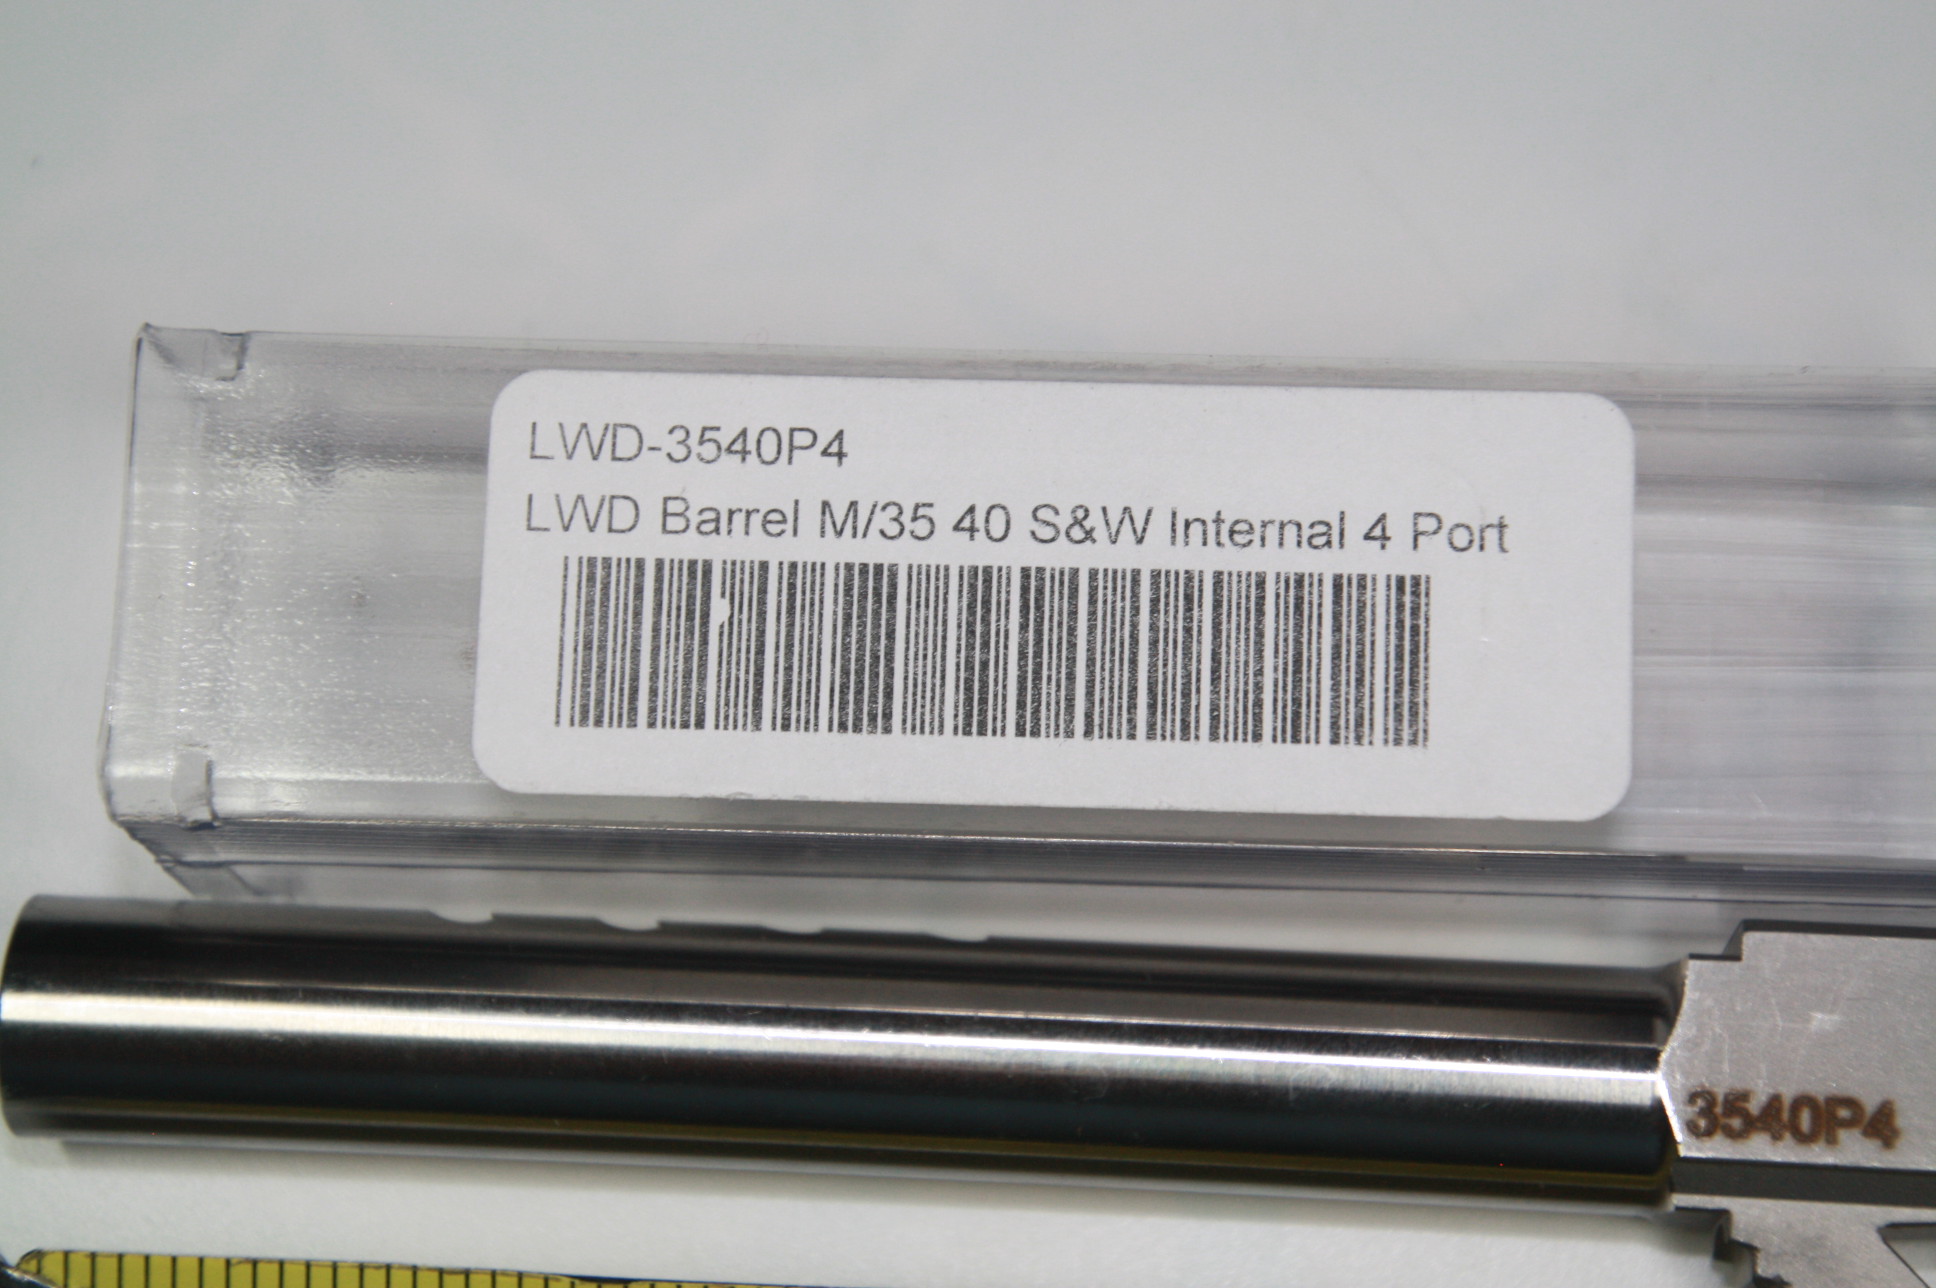 LWD-3540P4
LWD Barrel M/35 40 S&W Internal 4 Port
3540P4